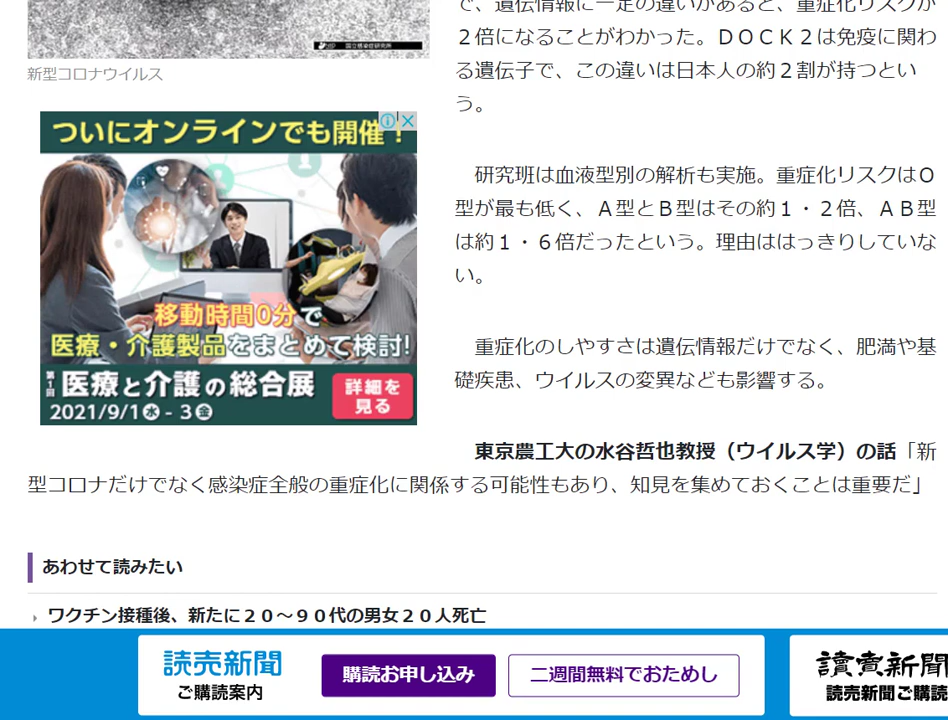 で、遺伝情報に一定の違いがあると、重症化リスクが
２倍になることがわかった。ＤＯＣＫ２は免疫に関わ
る遺伝子で、この違いは日本人の約２割が持つとい
う。
国立感染症研究所
新型コロナウイルス
ついにオンラインでも開催！
移動時間0分で
医療・介護製品をまとめて検討!
第1回 医療と介護の総合展
2021/9/1水 - 3金
詳細を
見る
研究班は血液型別の解析も実施。重症化リスクはＯ
型が最も低く、Ａ型とＢ型はその約１・２倍、ＡＢ型
は約１・６倍だったという。理由ははっきりしていな
い。
重症化のしやすさは遺伝情報だけでなく、肥満や基
礎疾患、ウイルスの変異なども影響する。
東京農工大の水谷哲也教授（ウイルス学）の話「新
型コロナだけでなく感染症全般の重症化に関係する可能性もあり、知見を集めておくことは重要だ」
あわせて読みたい
ワクチン接種後、新たに２０～９０代の男女２０人死亡
読売新聞
ご購読案内
購読お申し込み
二週間無料でおためし
讀賣新聞
読売新聞ご購読